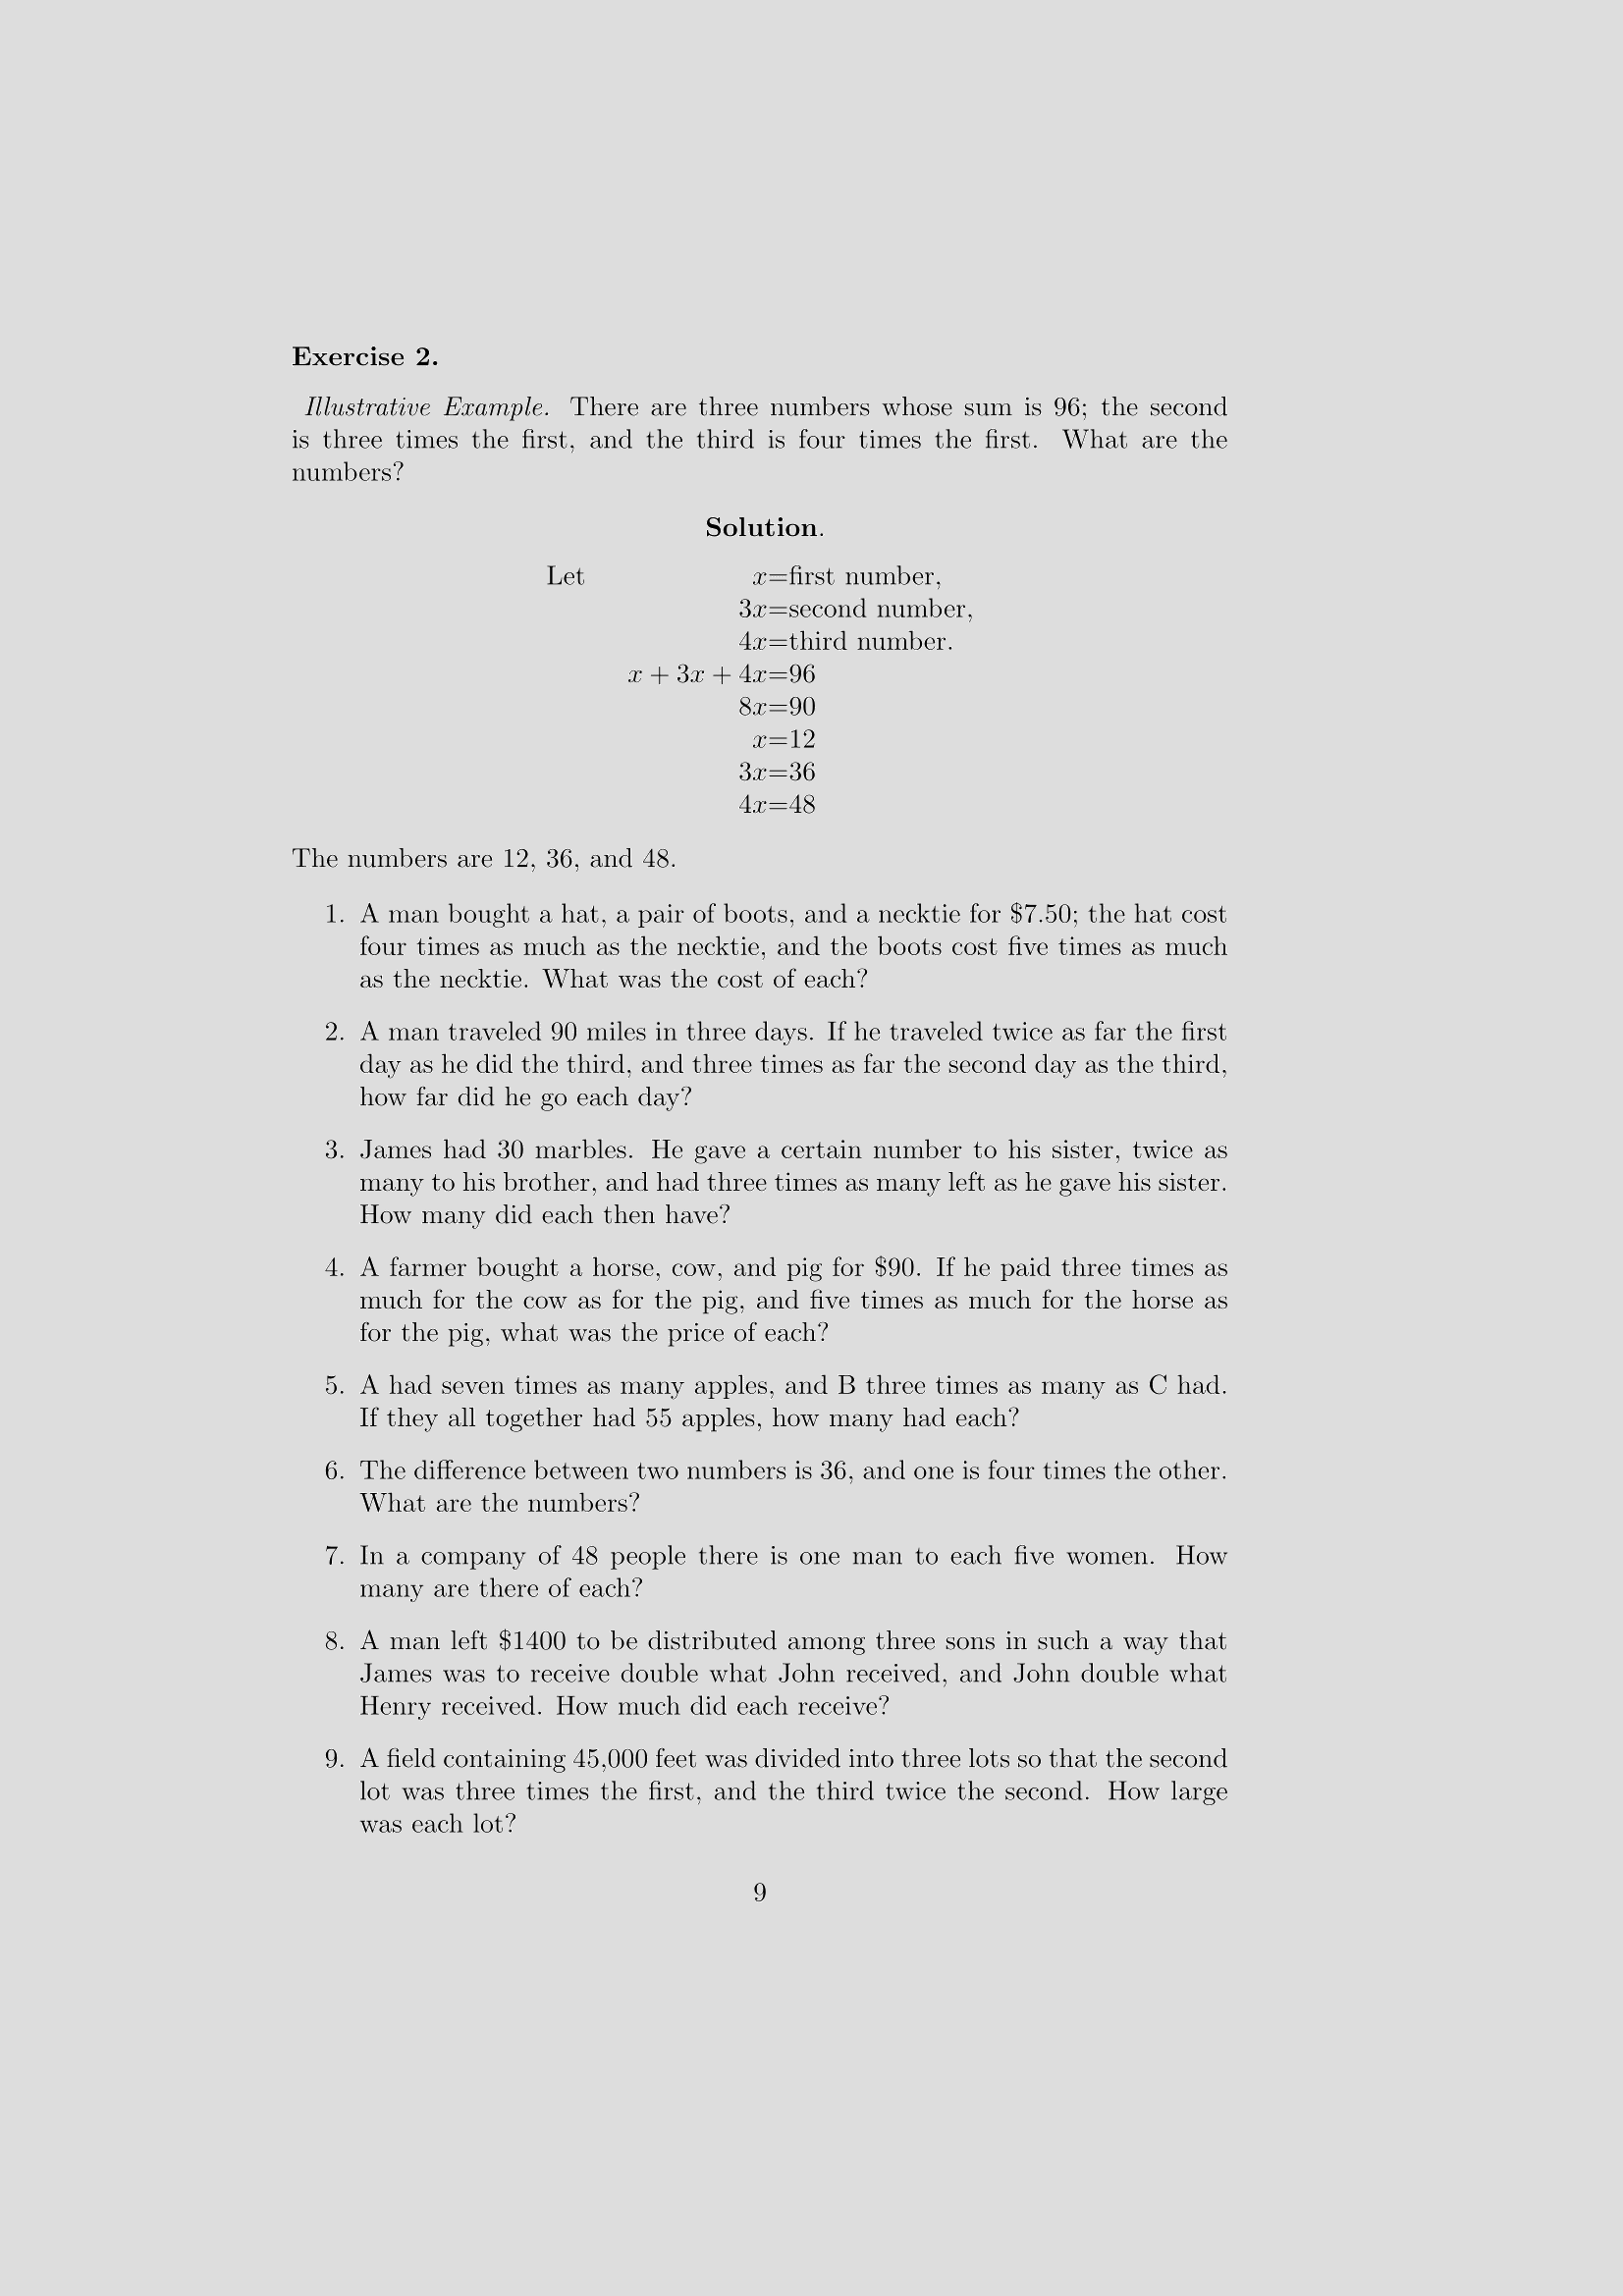 Exercise 2.
Illustrative Example. There are three numbers whose sum is 96; the second
is three times the first, and the third is four times the first. What are the
numbers?
Solution.
Let x=first number,
3x=second number,
4x=third number.
x + 3x + 4x=96
8x=90
x=12
3x=36
4x=48
The numbers are 12, 36, and 48.
1. A man bought a hat, a pair of boots, and a necktie for $7.50; the hat cost
four times as much as the necktie, and the boots cost five times as much
as the necktie. What was the cost of each?
2. A man traveled 90 miles in three days. If he traveled twice as far the first
day as he did the third, and three times as far the second day as the third,
how far did he go each day?
3. James had 30 marbles. He gave a certain number to his sister, twice as
many to his brother, and had three times as many left as he gave his sister.
How many did each then have?
4. A farmer bought a horse, cow, and pig for $90. If he paid three times as
much for the cow as for the pig, and five times as much for the horse as
for the pig, what was the price of each?
5. A had seven times as many apples, and B three times as many as C had.
If they all together had 55 apples, how many had each?
6. The difference between two numbers is 36, and one is four times the other.
What are the numbers?
7. In a company of 48 people there is one man to each five women. How
many are there of each?
8. A man left $1400 to be distributed among three sons in such a way that
James was to receive double what John received, and John double what
Henry received. How much did each receive?
9. A field containing 45,000 feet was divided into three lots so that the second
lot was three times the first, and the third twice the second. How large
was each lot?
9